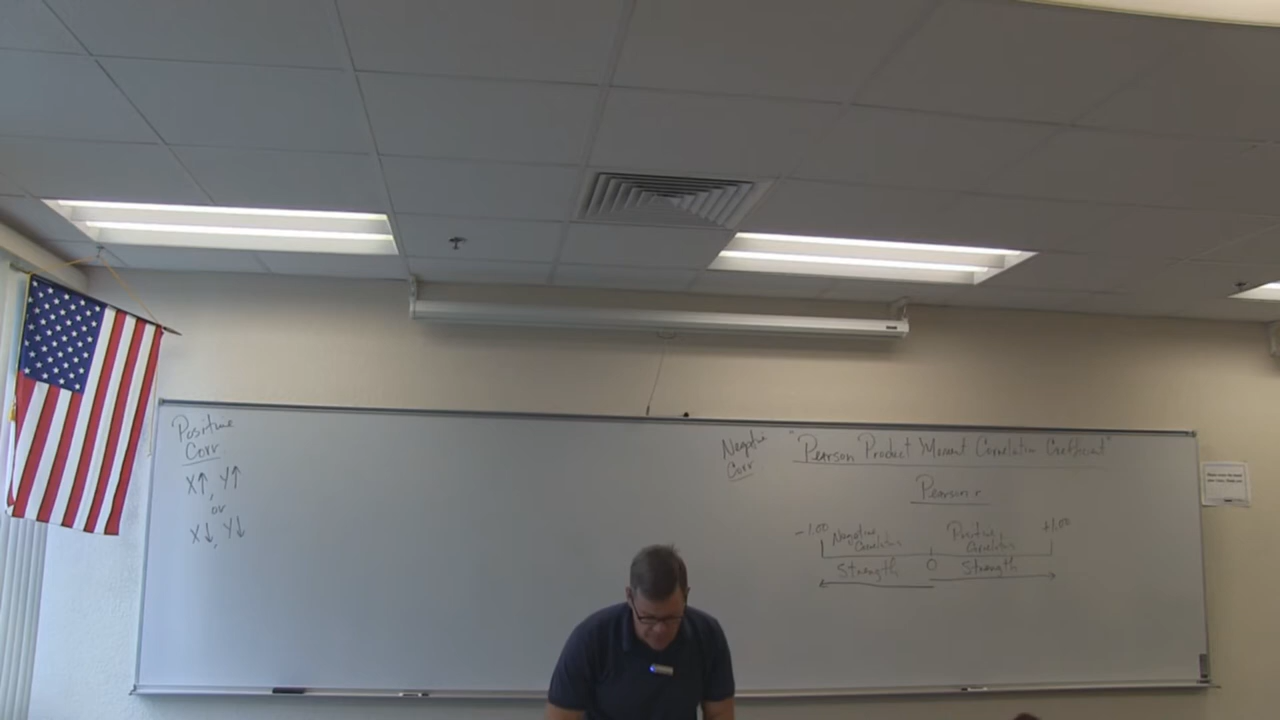 Positive
Corr
X↑, Y↑
or
X↓, Y↓
Negative
Corr
"Pearson Product Moment Correlation Coefficient"
Pearson r
-1.00 Negative Correlation Positive Correlation +1.00
Strength 0 Strength